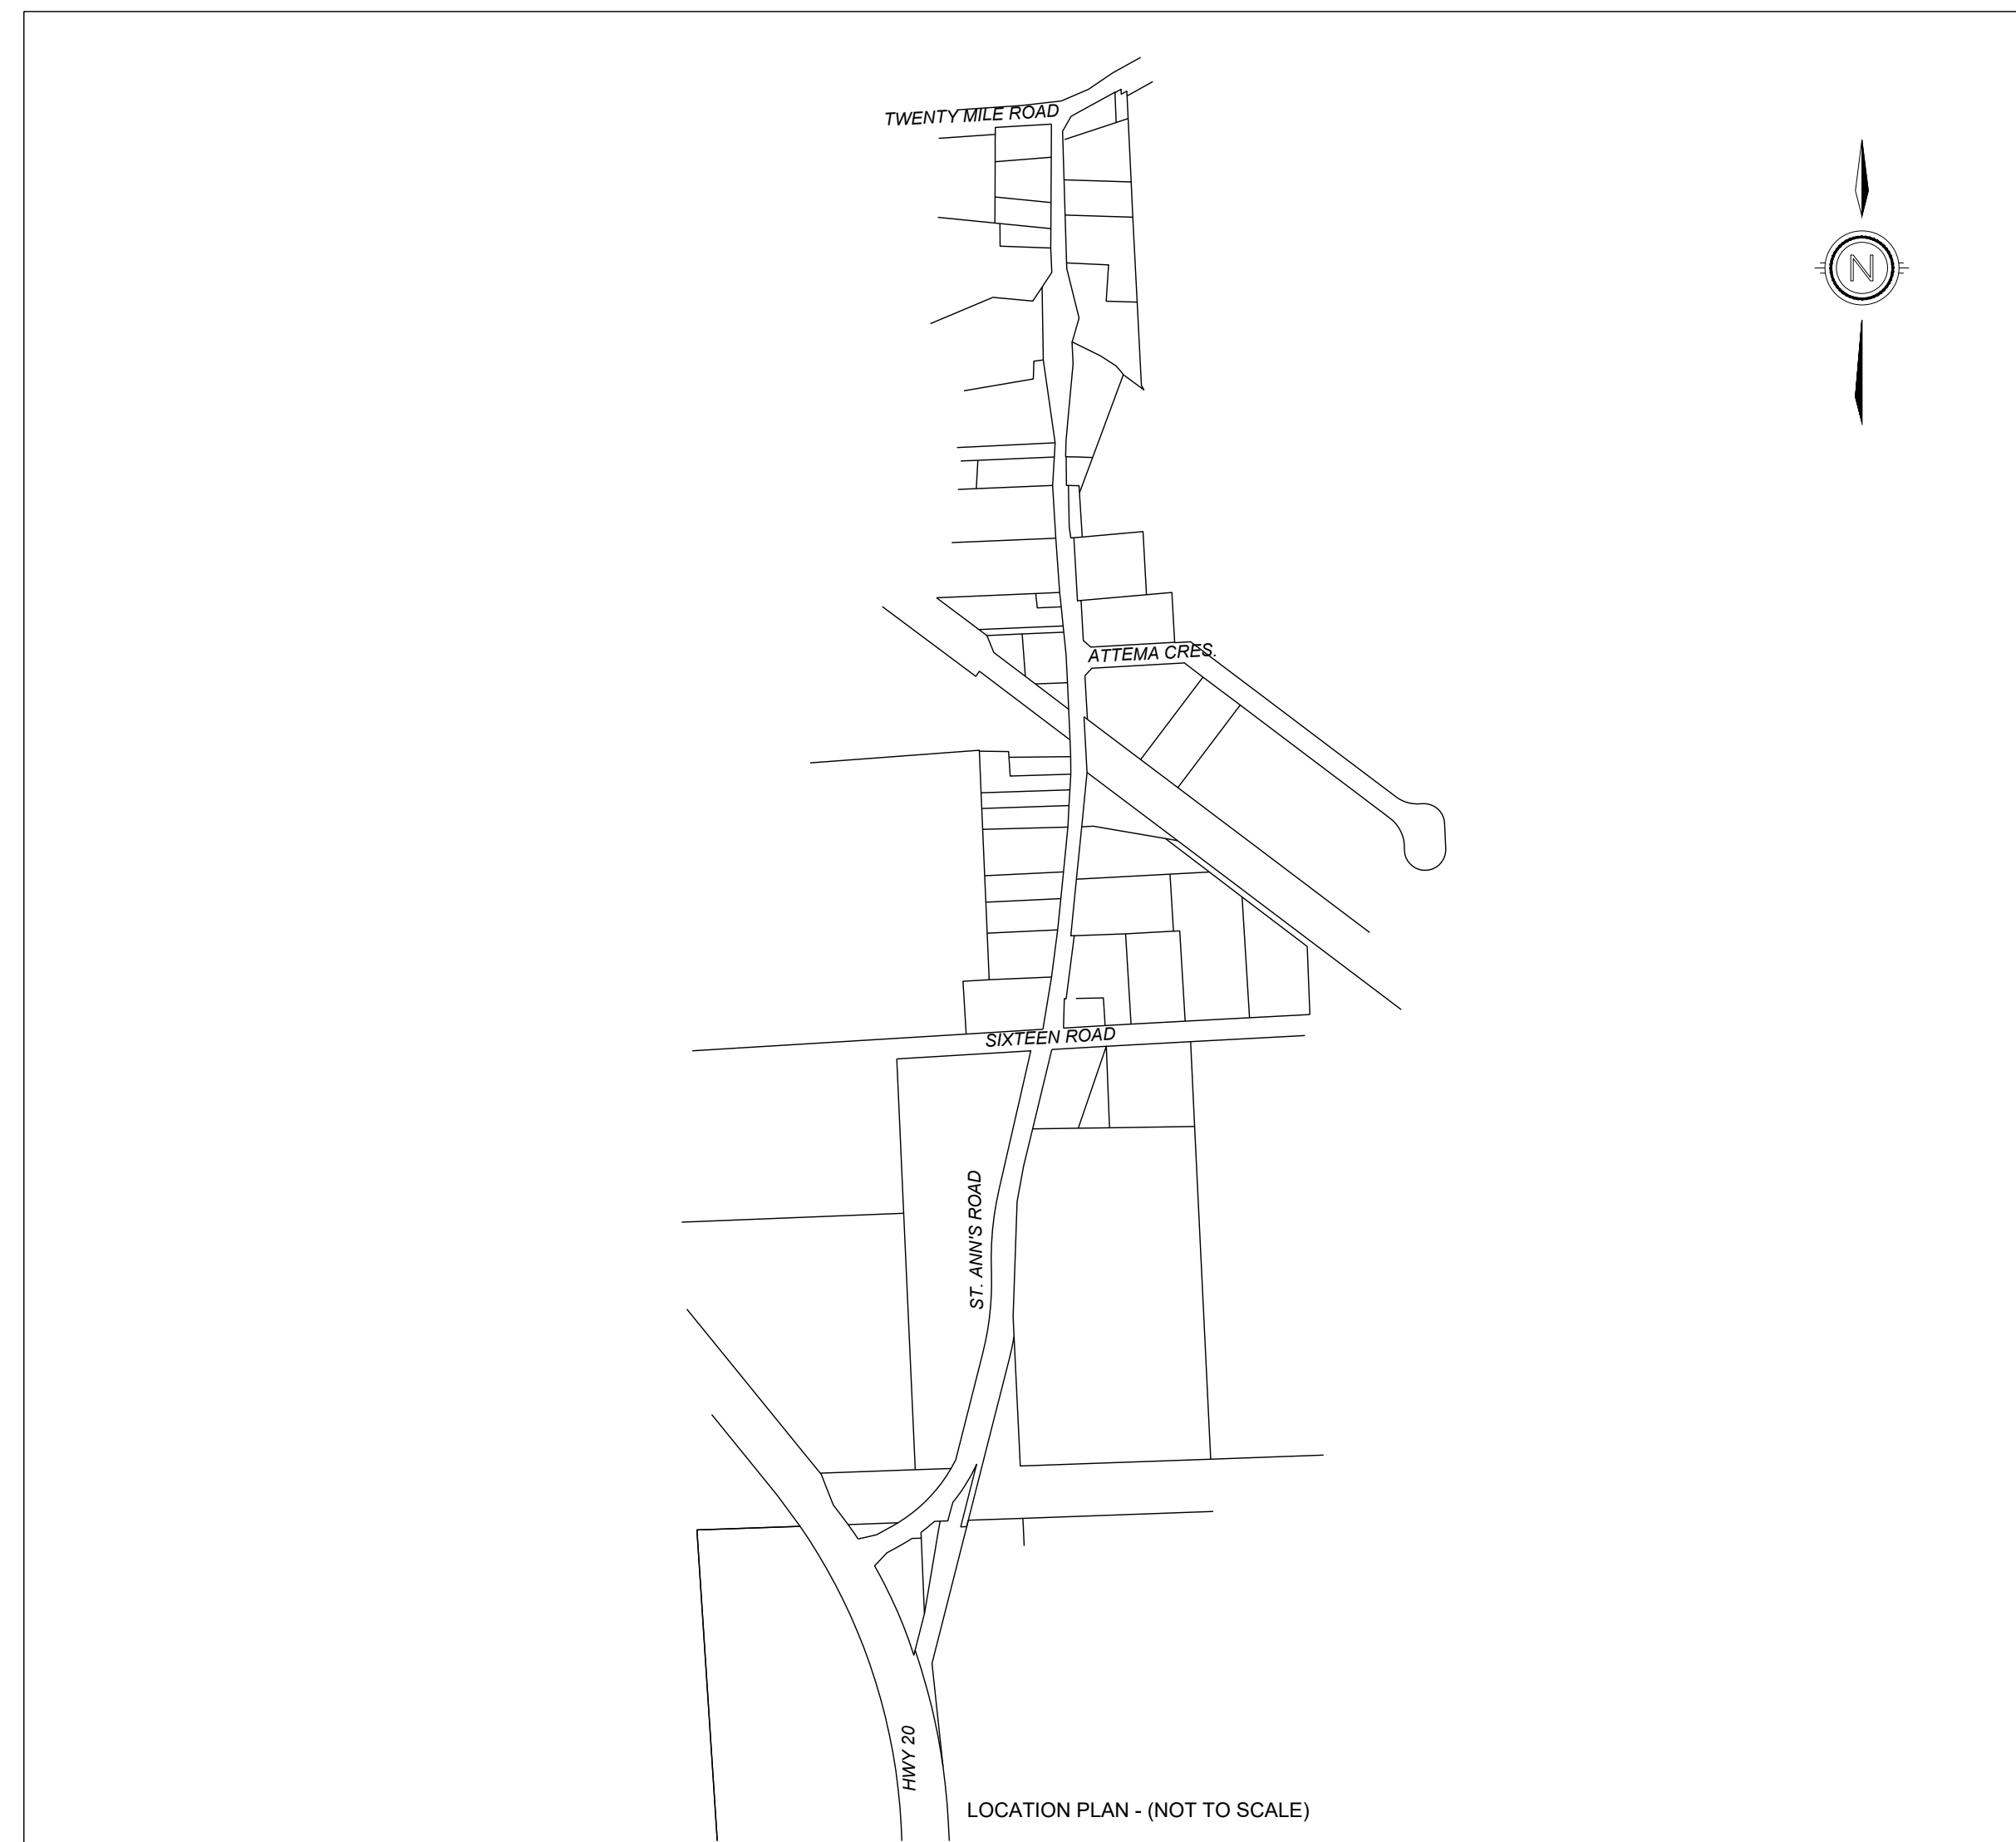 TWENTY MILE ROAD
N
ATTEMA CRES.
SIXTEEN ROAD
ST. ANN'S ROAD
HWY 20
LOCATION PLAN - (NOT TO SCALE)